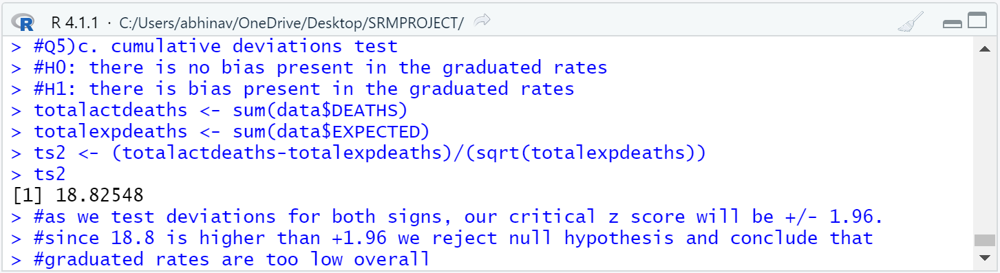 R R 4.1.1 · C:/Users/abhinav/OneDrive/Desktop/SRMPROJECT/
> #Q5)c. cumulative deviations test
> #H0: there is no bias present in the graduated rates
> #H1: there is bias present in the graduated rates
> totalactdeaths <- sum(data$DEATHS)
> totalexpdeaths <- sum(data$EXPECTED)
> ts2 <- (totalactdeaths-totalexpdeaths)/(sqrt(totalexpdeaths))
> ts2
[1] 18.82548
> #as we test deviations for both signs, our critical z score will be +/- 1.96.
> #since 18.8 is higher than +1.96 we reject null hypothesis and conclude that
> #graduated rates are too low overall